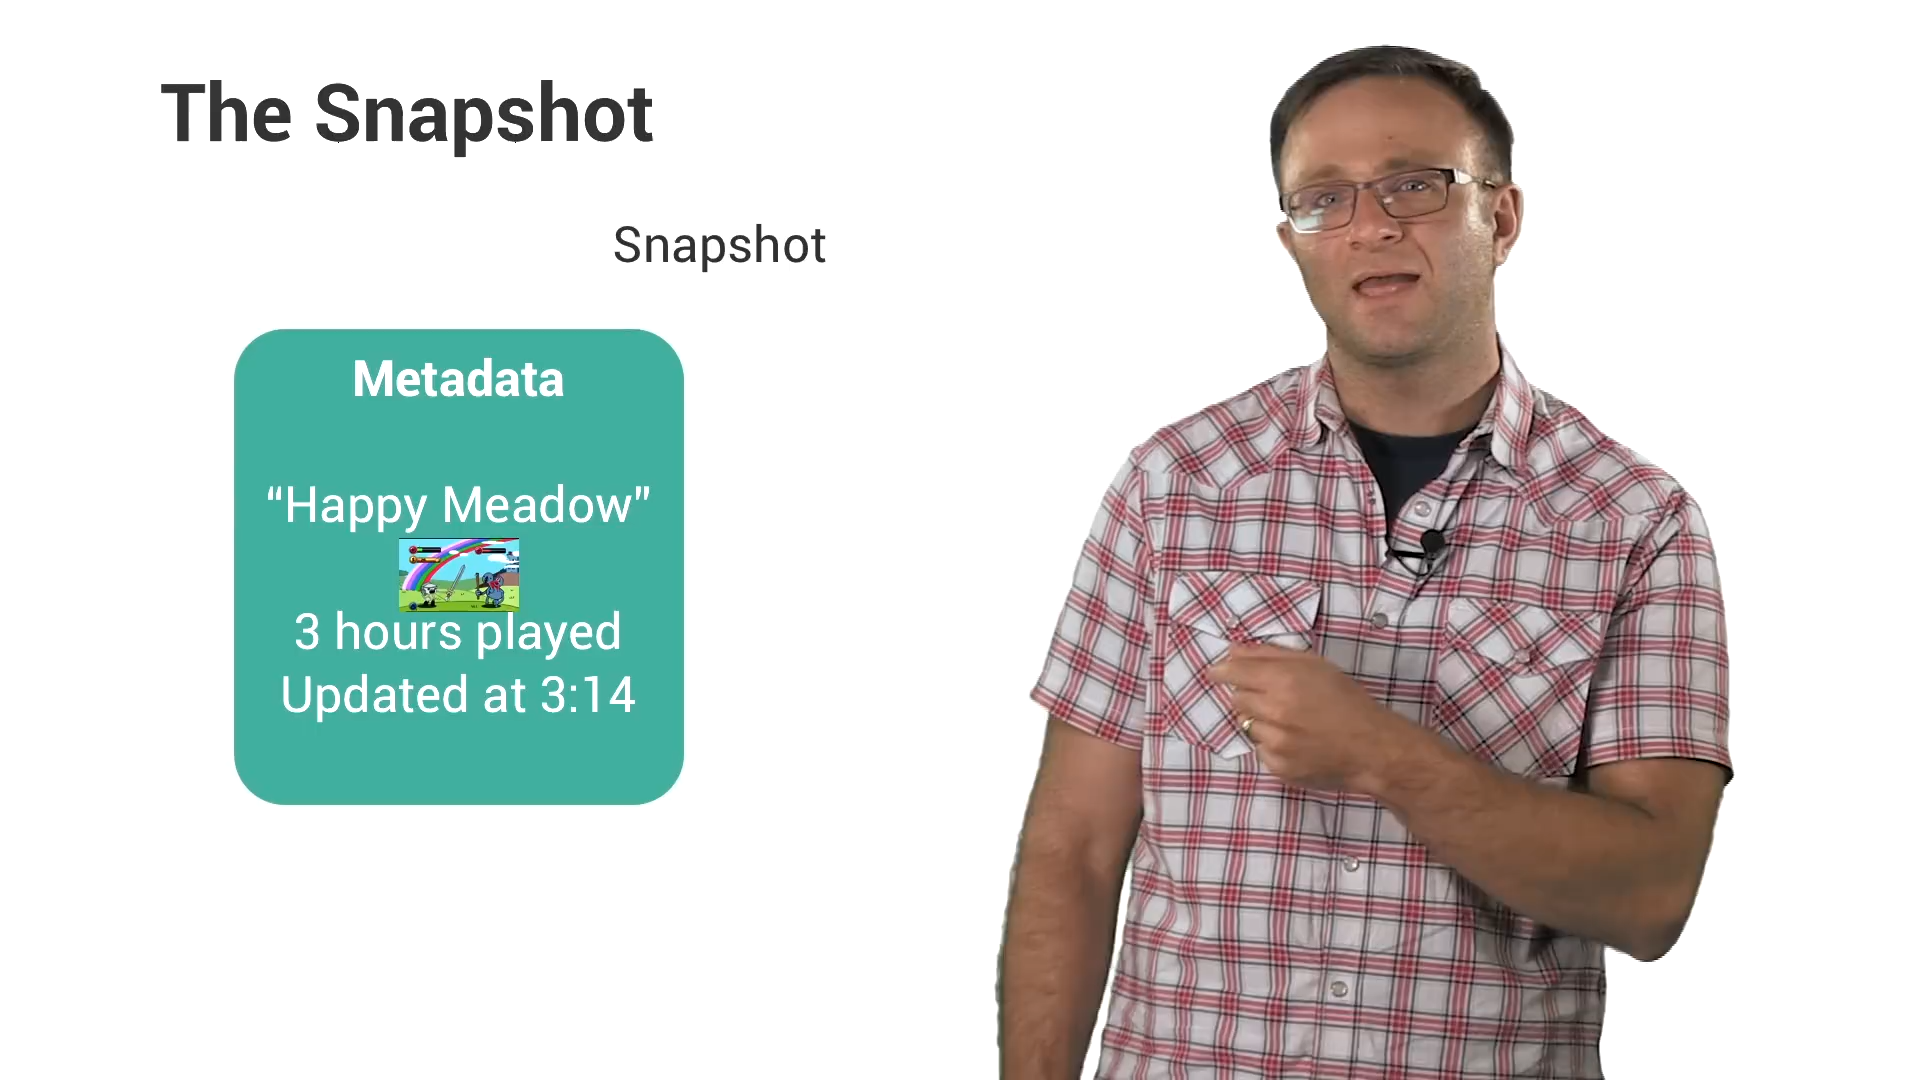 The Snapshot
Snapshot
Metadata
“Happy Meadow”
3 hours played
Updated at 3:14